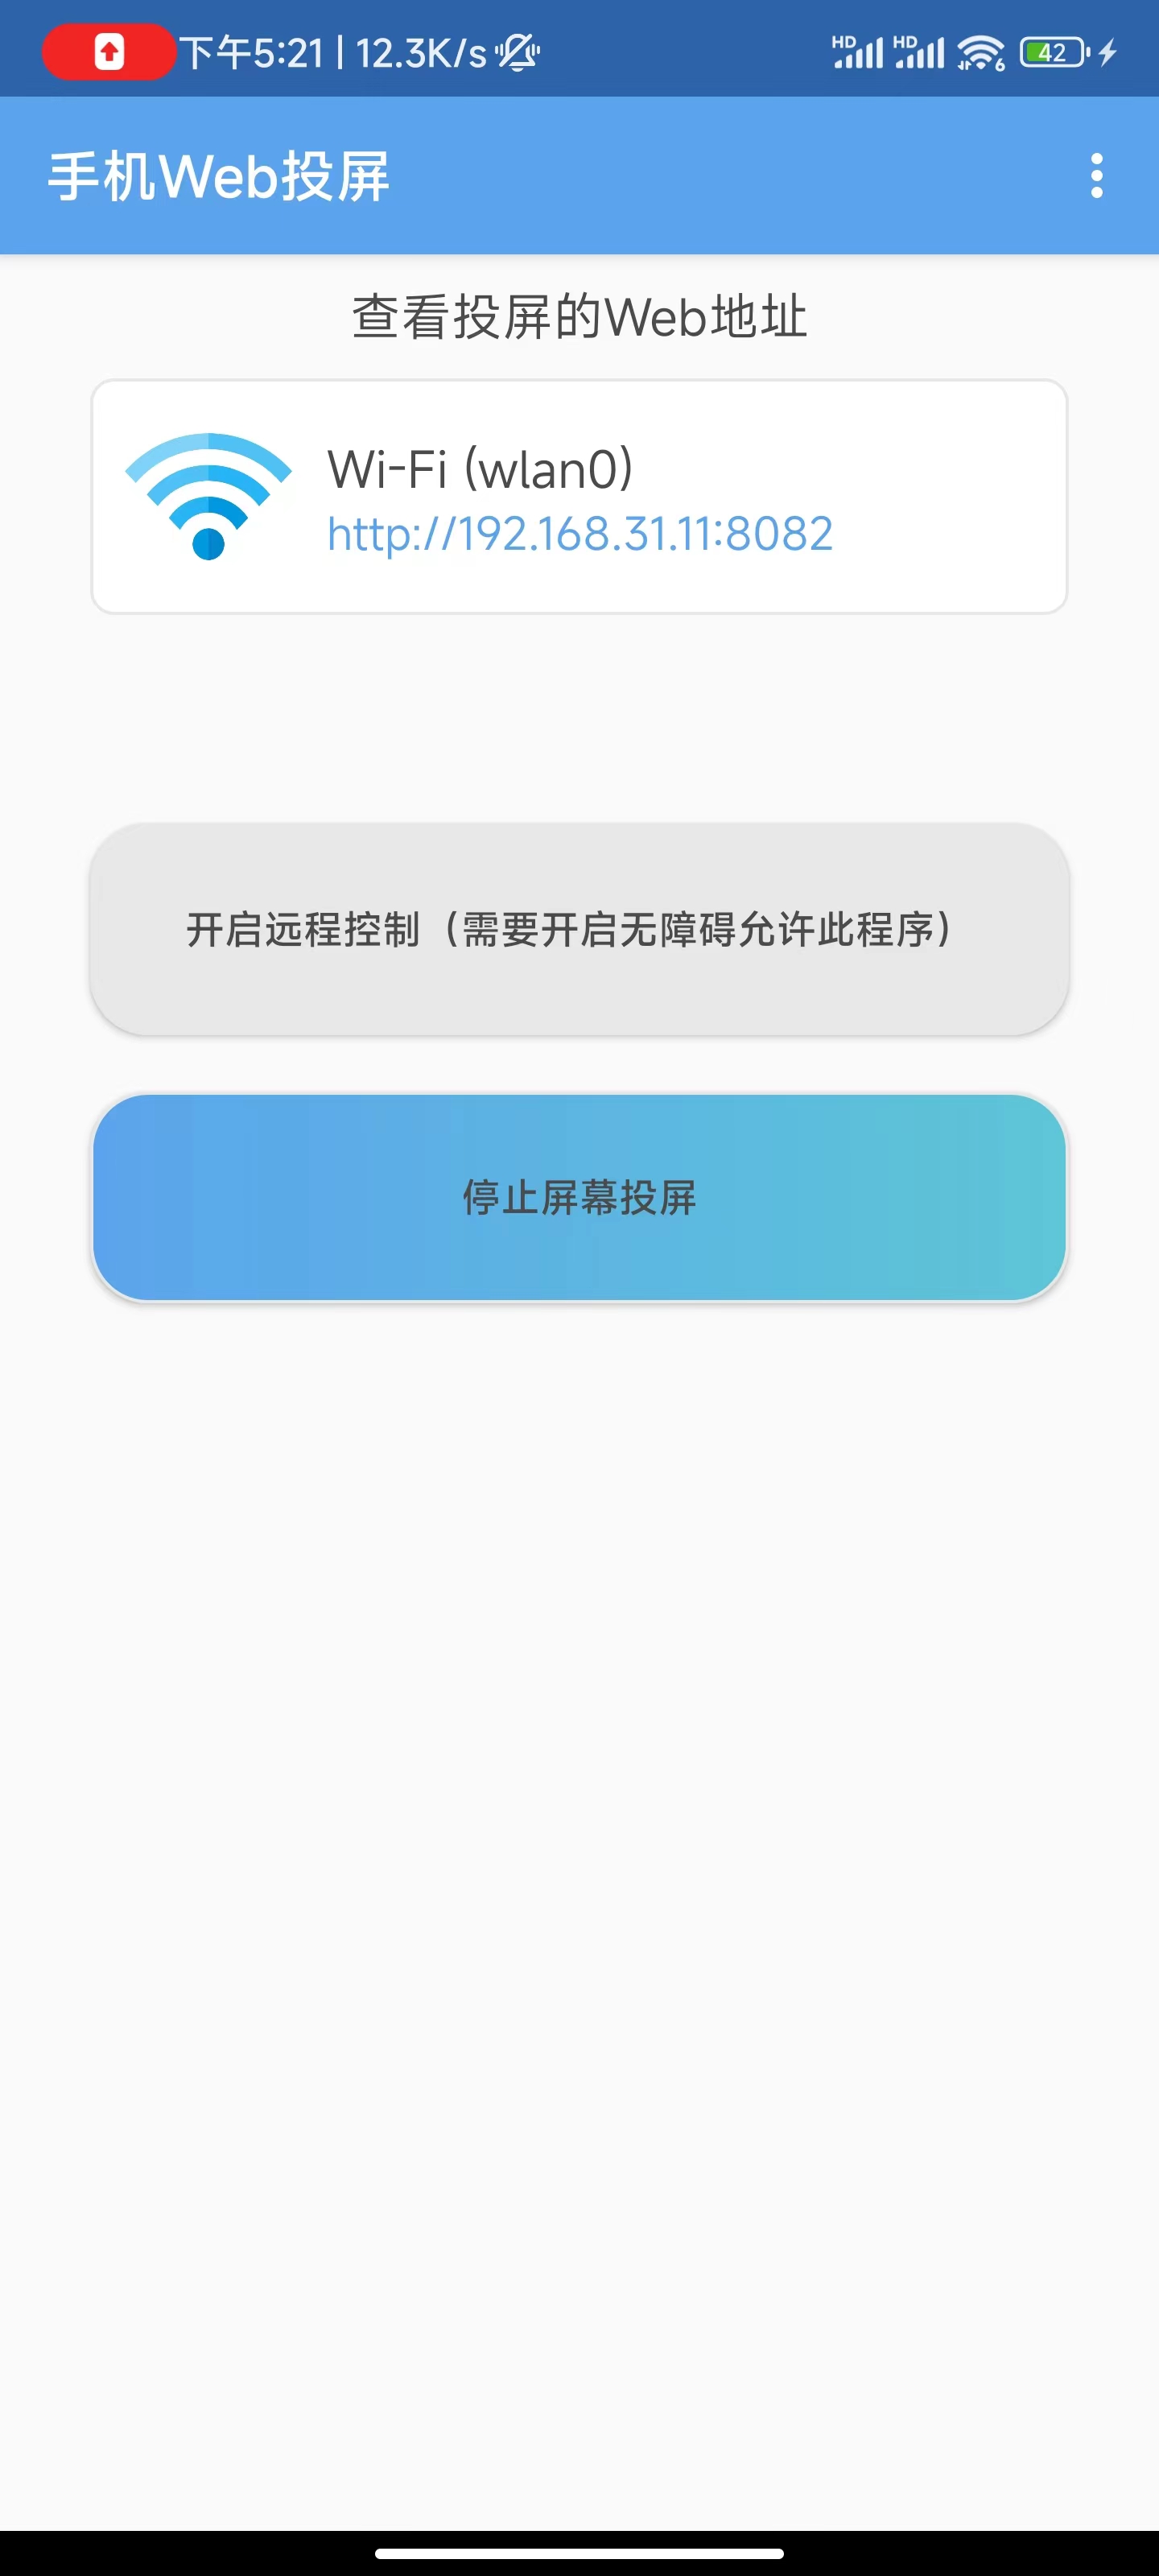 下午5:21 | 12.3K/s
HD HD 6 42
手机Web投屏
查看投屏的Web地址
Wi-Fi (wlan0)
http://192.168.31.11:8082
开启远程控制（需要开启无障碍允许此程序）
停止屏幕投屏